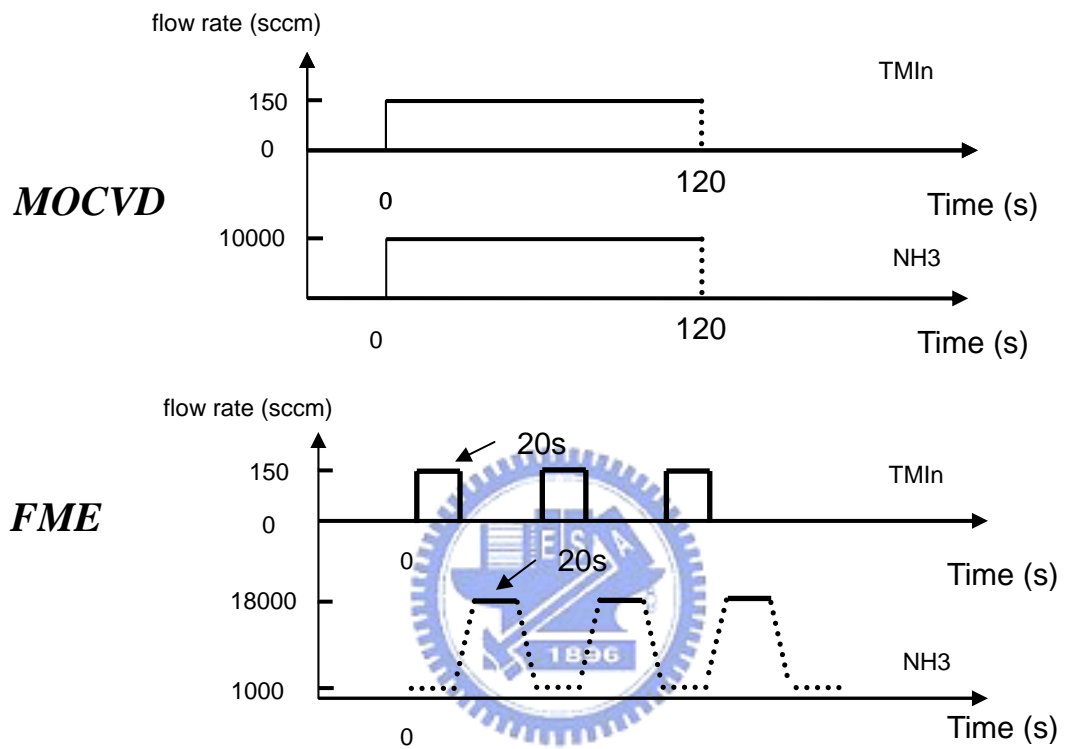 flow rate (sccm)
TMIn
150
0
0
120
Time (s)
MOCVD
10000
NH3
0
120
Time (s)
flow rate (sccm)
20s
150
TMIn
0
FME
ESA
0
20s
Time (s)
18000
1896
NH3
1000
0
Time (s)